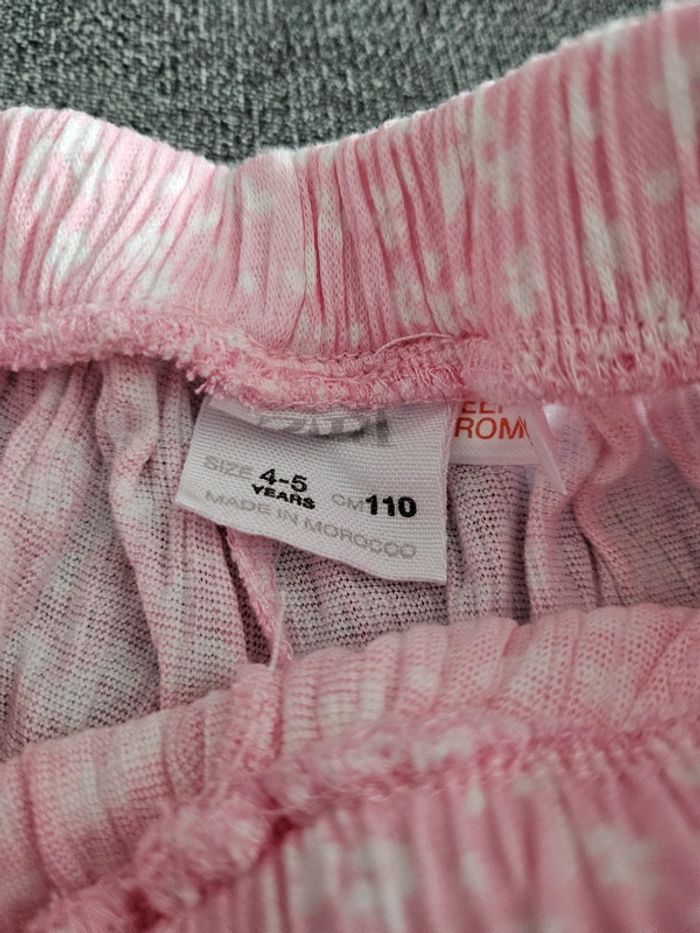 SIZE 4-5 YEARS CM 110
MADE IN MOROCCO
ROM